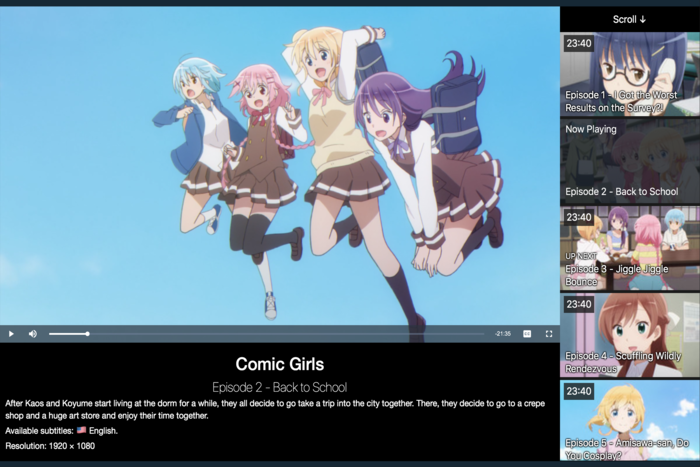 Scroll ↓
23:40
Episode 1 - I Got the Worst
Results on the Survey?!
Now Playing
Episode 2 - Back to School
23:40
UP NEXT
Episode 3 - Jiggle Jiggle
Bounce
23:40
Episode 4 - Scuffling Wildly
Rendezvous
23:40
Episode 5 - Amisawa-san, Do
You Cosplay?
-21:35
Comic Girls
Episode 2 - Back to School
After Kaos and Koyume start living at the dorm for a while, they all decide to go take a trip into the city together. There, they decide to go to a crepe
shop and a huge art store and enjoy their time together.
Available subtitles: 🇺🇸 English.
Resolution: 1920 × 1080